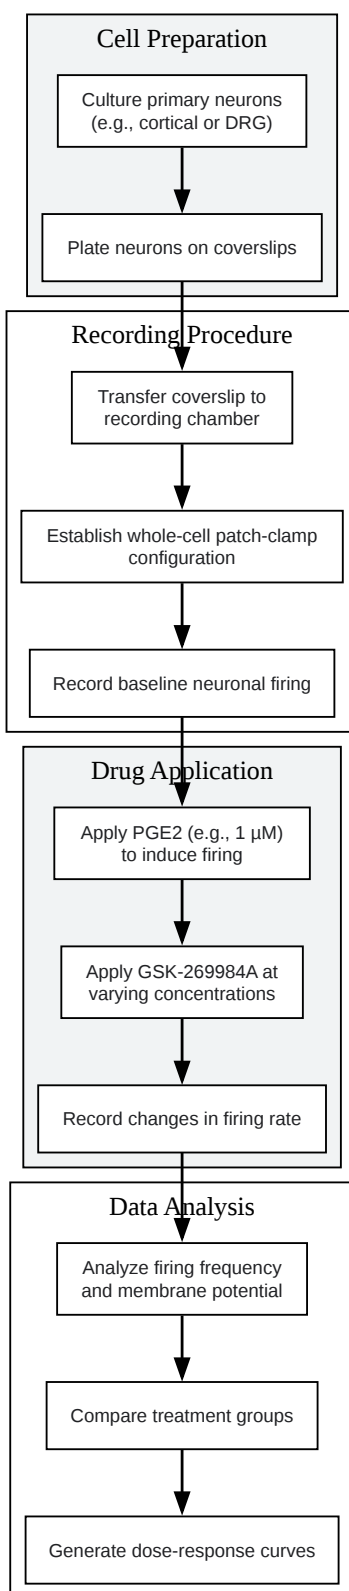 Cell Preparation
Culture primary neurons
(e.g., cortical or DRG)
Plate neurons on coverslips
Recording Procedure
Transfer coverslip to
recording chamber
Establish whole-cell patch-clamp
configuration
Record baseline neuronal firing
Drug Application
Apply PGE2 (e.g., 1 µM)
to induce firing
Apply GSK-269984A at
varying concentrations
Record changes in firing rate
Data Analysis
Analyze firing frequency
and membrane potential
Compare treatment groups
Generate dose-response curves